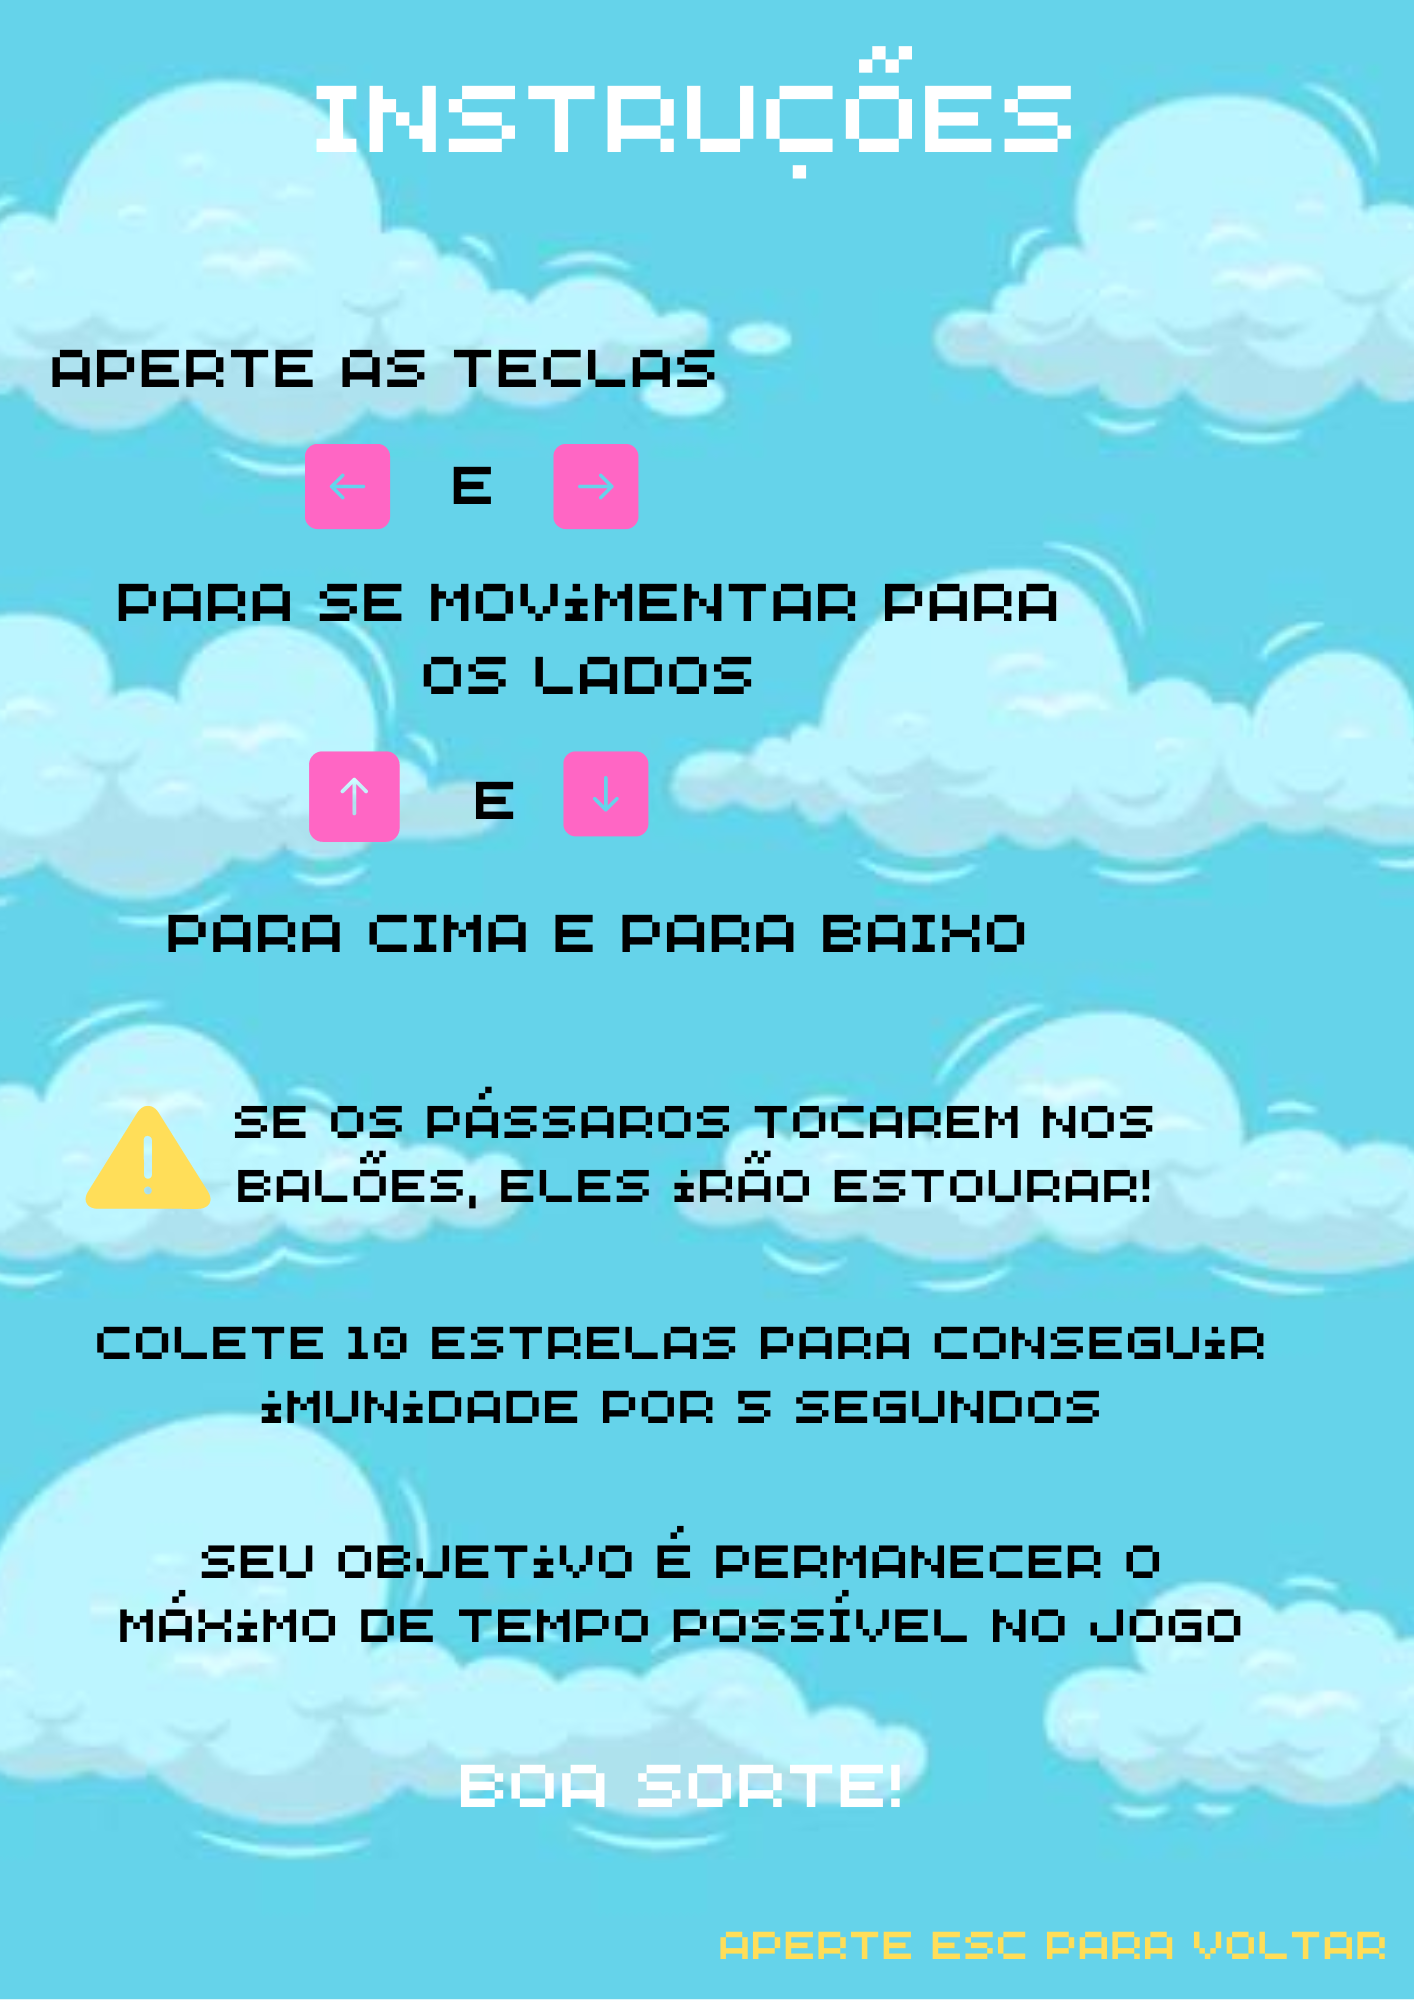 INSTRUÇÕES
APERTE AS TECLAS
← E →
PARA SE MOViMENTAR PARA
OS LADOS
↑ E ↓
PARA CIMA E PARA BAIXO
SE OS PÁSSAROS TOCAREM NOS
BALÕES, ELES iRÃO ESTOURAR!
COLETE 10 ESTRELAS PARA CONSEGUiR
iMUNiDADE POR 5 SEGUNDOS
SEU OBJETiVO É PERMANECER O
MÁXiMO DE TEMPO POSSÍVEL NO JOGO
BOA SORTE!
APERTE ESC PARA VOLTAR